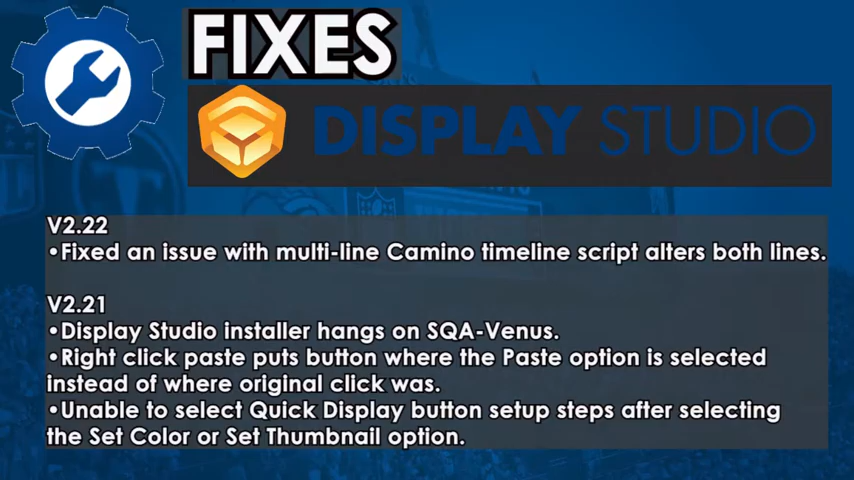 FIXES
DISPLAY STUDIO
V2.22
•Fixed an issue with multi-line Camino timeline script alters both lines.
V2.21
•Display Studio installer hangs on SQA-Venus.
•Right click paste puts button where the Paste option is selected
instead of where original click was.
•Unable to select Quick Display button setup steps after selecting
the Set Color or Set Thumbnail option.